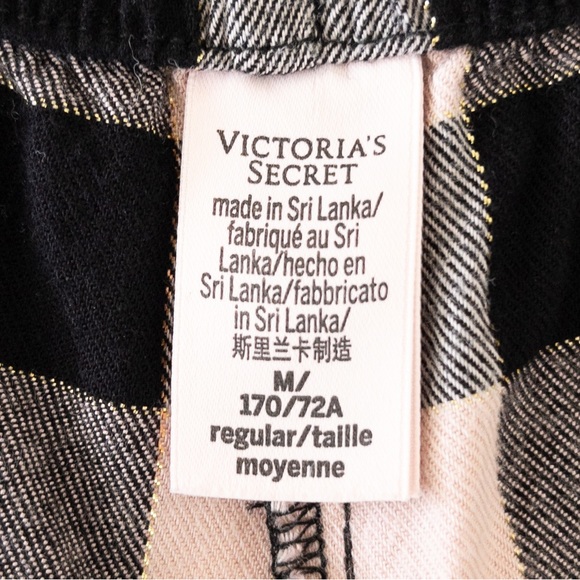 VICTORIA'S
SECRET
made in Sri Lanka/
fabriqué au Sri
Lanka/hecho en
Sri Lanka/fabbricato
in Sri Lanka/
斯里兰卡制造
M/
170/72A
regular/taille
moyenne